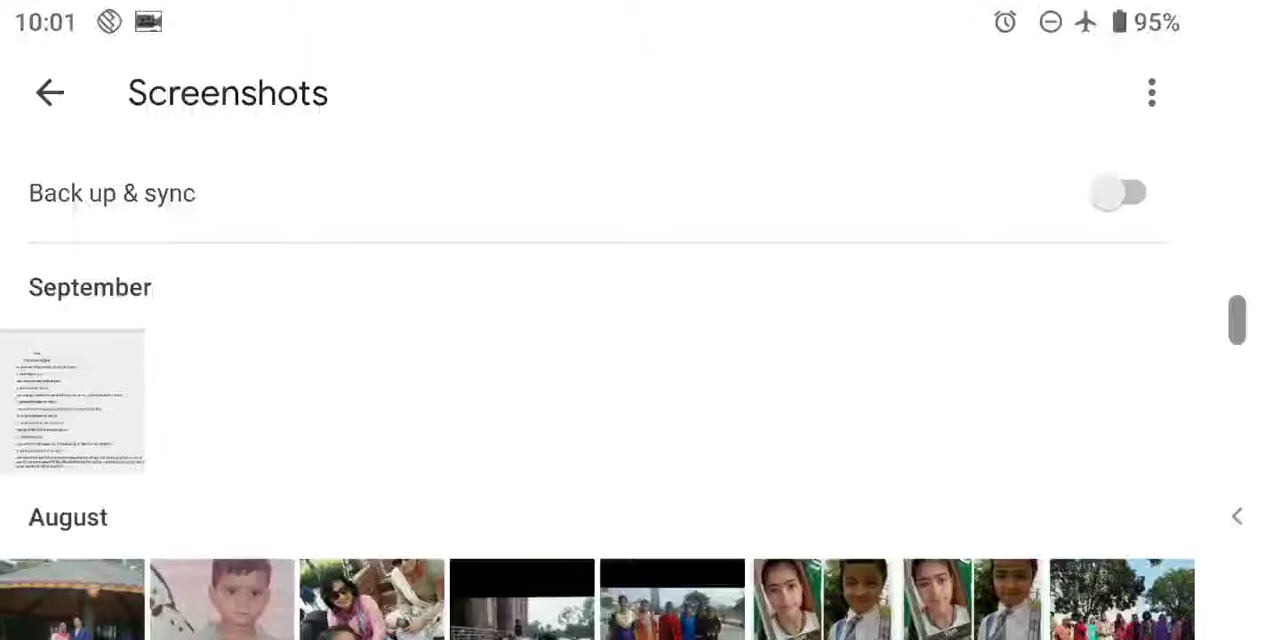 10:01
95%
Screenshots
Back up & sync
September
August